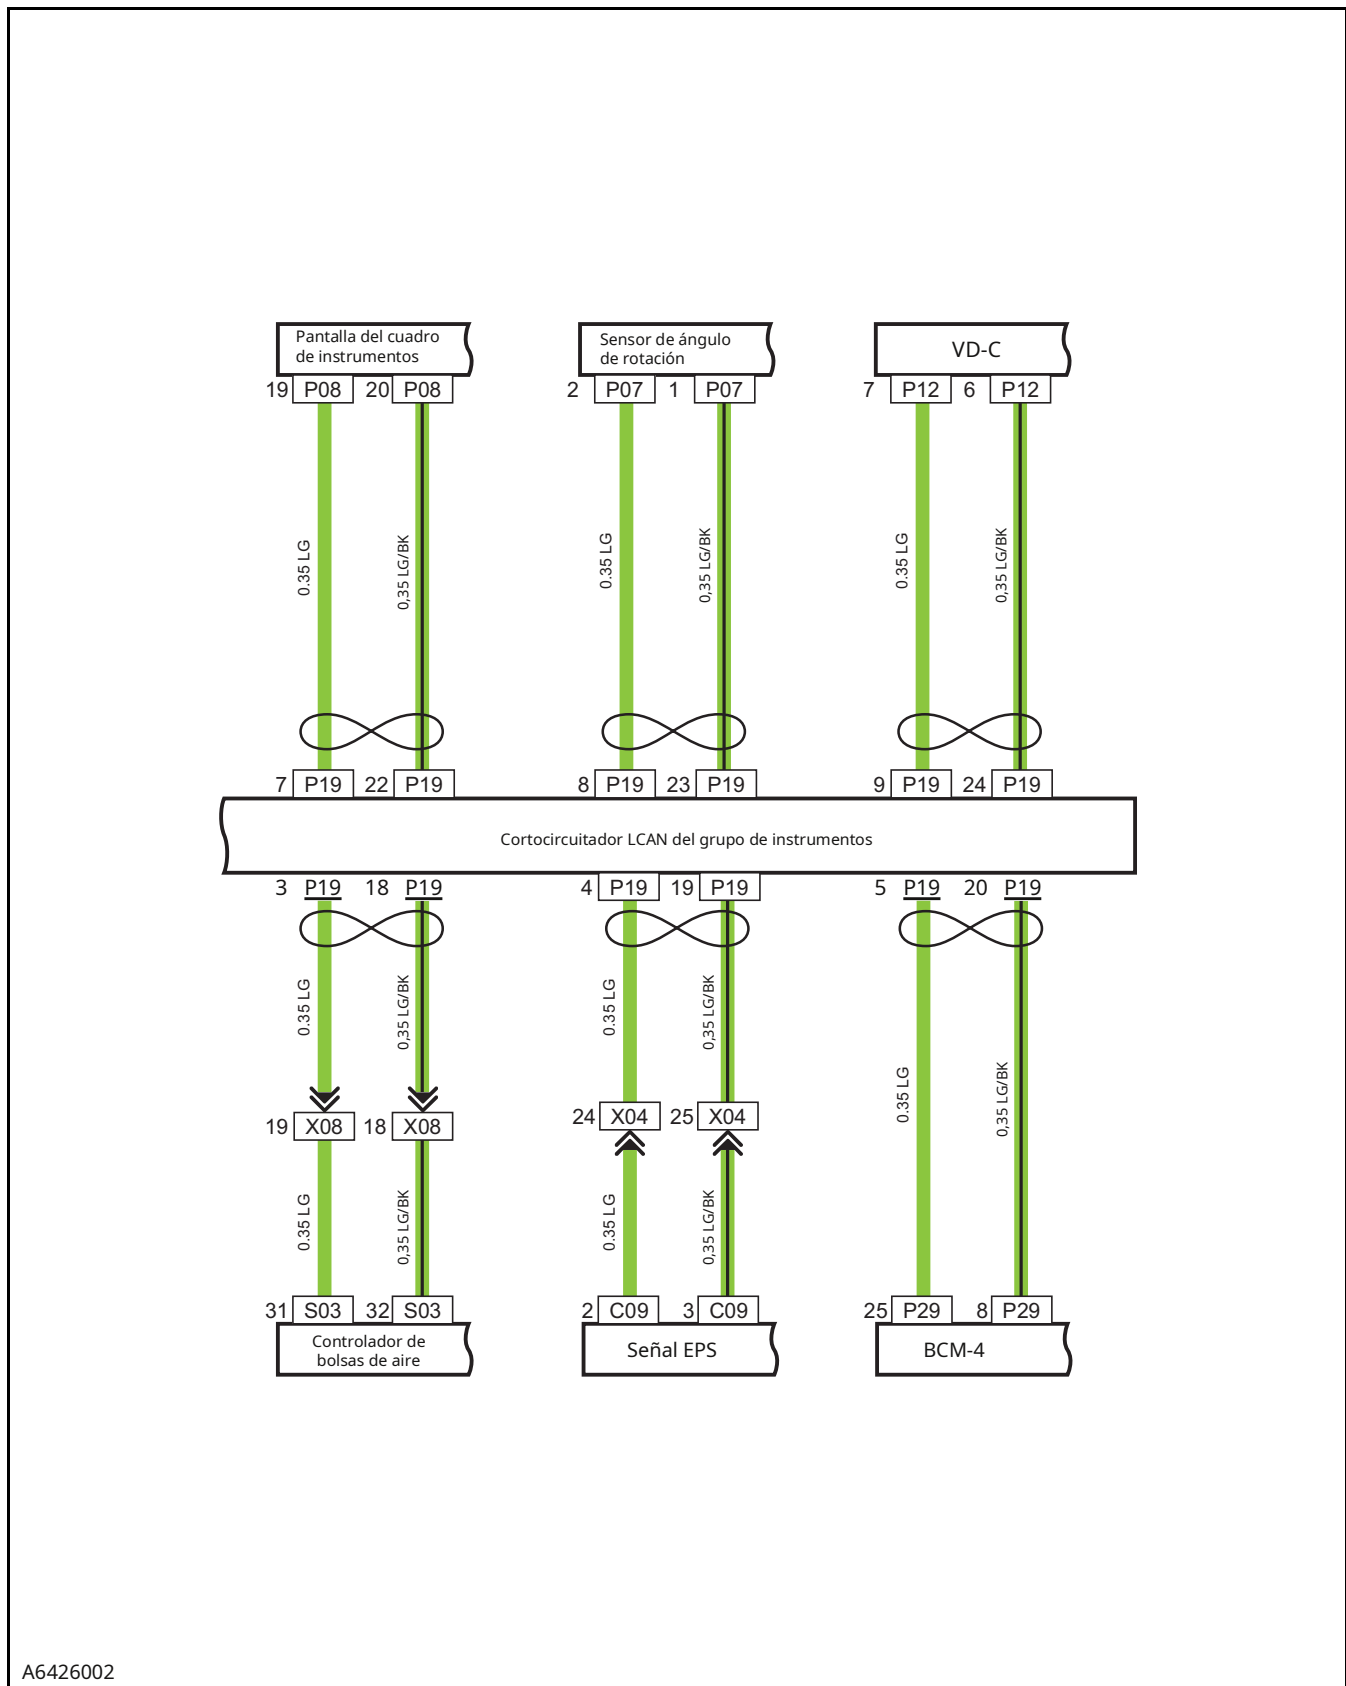 Pantalla del cuadro
de instrumentos
Sensor de ángulo
de rotación
VD-C
19 P08 20 P08
2 P07 1 P07
7 P12 6 P12
0.35 LG
0,35 LG/BK
0.35 LG
0,35 LG/BK
0.35 LG
0,35 LG/BK
7 P19 22 P19
8 P19 23 P19
9 P19 24 P19
Cortocircuitador LCAN del grupo de instrumentos
3 P19 18 P19
4 P19 19 P19
5 P19 20 P19
0.35 LG
0,35 LG/BK
0.35 LG
0,35 LG/BK
0.35 LG
0,35 LG/BK
19 X08 18 X08
24 X04 25 X04
0.35 LG
0,35 LG/BK
0.35 LG
0,35 LG/BK
31 S03 32 S03
2 C09 3 C09
25 P29 8 P29
Controlador de
bolsas de aire
Señal EPS
BCM-4
A6426002